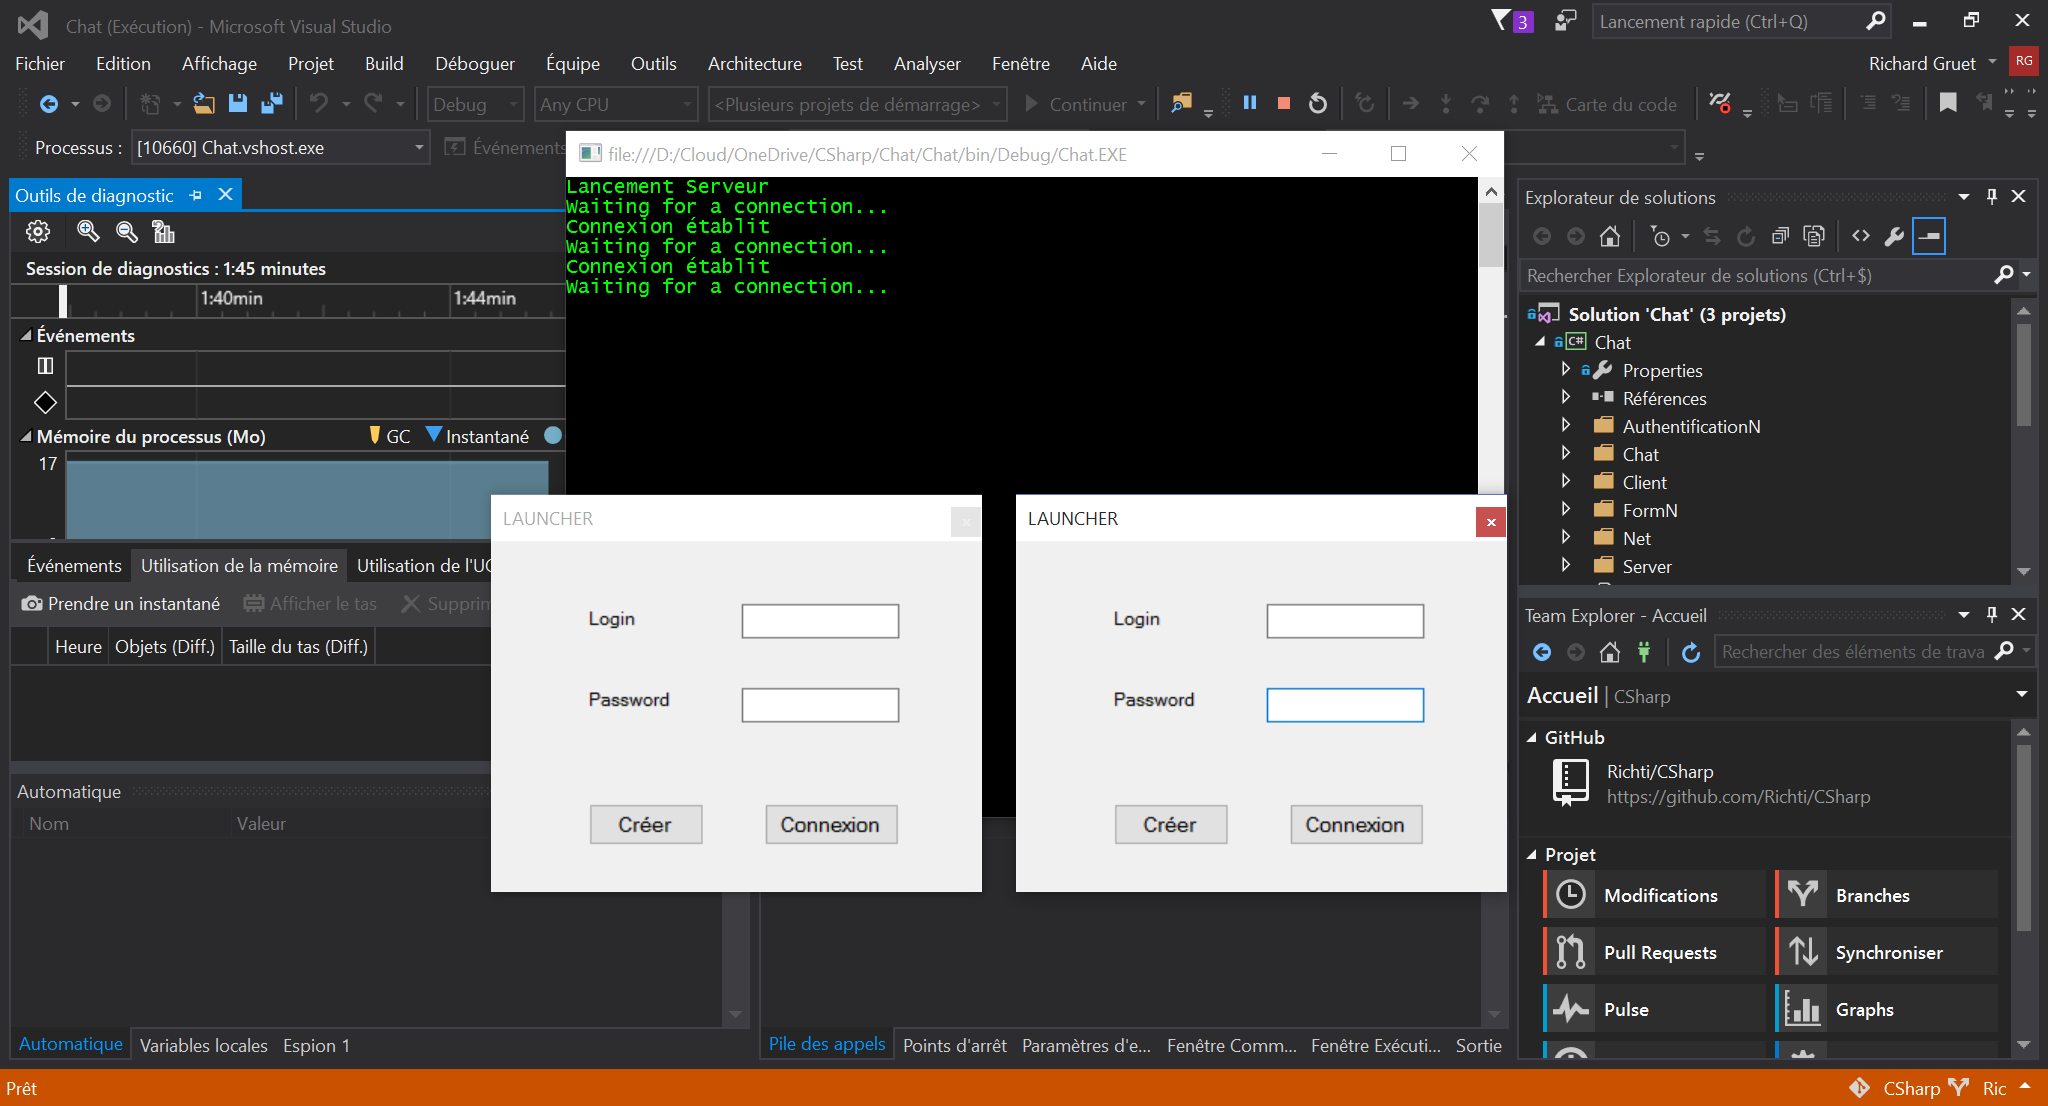 Chat (Exécution) - Microsoft Visual Studio
3
Lancement rapide (Ctrl+Q)
Fichier Edition Affichage Projet Build Déboguer Équipe Outils Architecture Test Analyser Fenêtre Aide
Richard Gruet
RG
Debug
Any CPU
<Plusieurs projets de démarrage>
Continuer
Carte du code
Processus :
[10660] Chat.vshost.exe
Événements
file:///D:/Cloud/OneDrive/CSharp/Chat/Chat/bin/Debug/Chat.EXE
Lancement Serveur
Waiting for a connection...
Connexion établit
Waiting for a connection...
Connexion établit
Waiting for a connection...
Outils de diagnostic
Session de diagnostics : 1:45 minutes
1:40min
1:44min
Événements
Mémoire du processus (Mo)
GC
Instantané
17
Événements
Utilisation de la mémoire
Utilisation de l'UC
Prendre un instantané
Afficher le tas
Supprim
Heure
Objets (Diff.)
Taille du tas (Diff.)
Automatique
Nom
Valeur
Automatique
Variables locales
Espion 1
LAUNCHER
Login
Password
Créer
Connexion
LAUNCHER
Login
Password
Créer
Connexion
Pile des appels
Points d'arrêt
Paramètres d'e...
Fenêtre Comm...
Fenêtre Exécuti...
Sortie
Explorateur de solutions
Rechercher Explorateur de solutions (Ctrl+$)
Solution 'Chat' (3 projets)
C# Chat
Properties
Références
AuthentificationN
Chat
Client
FormN
Net
Server
Team Explorer - Accueil
Rechercher des éléments de trava
Accueil | CSharp
GitHub
Richti/CSharp
https://github.com/Richti/CSharp
Projet
Modifications
Branches
Pull Requests
Synchroniser
Pulse
Graphs
Prêt
CSharp
Ric